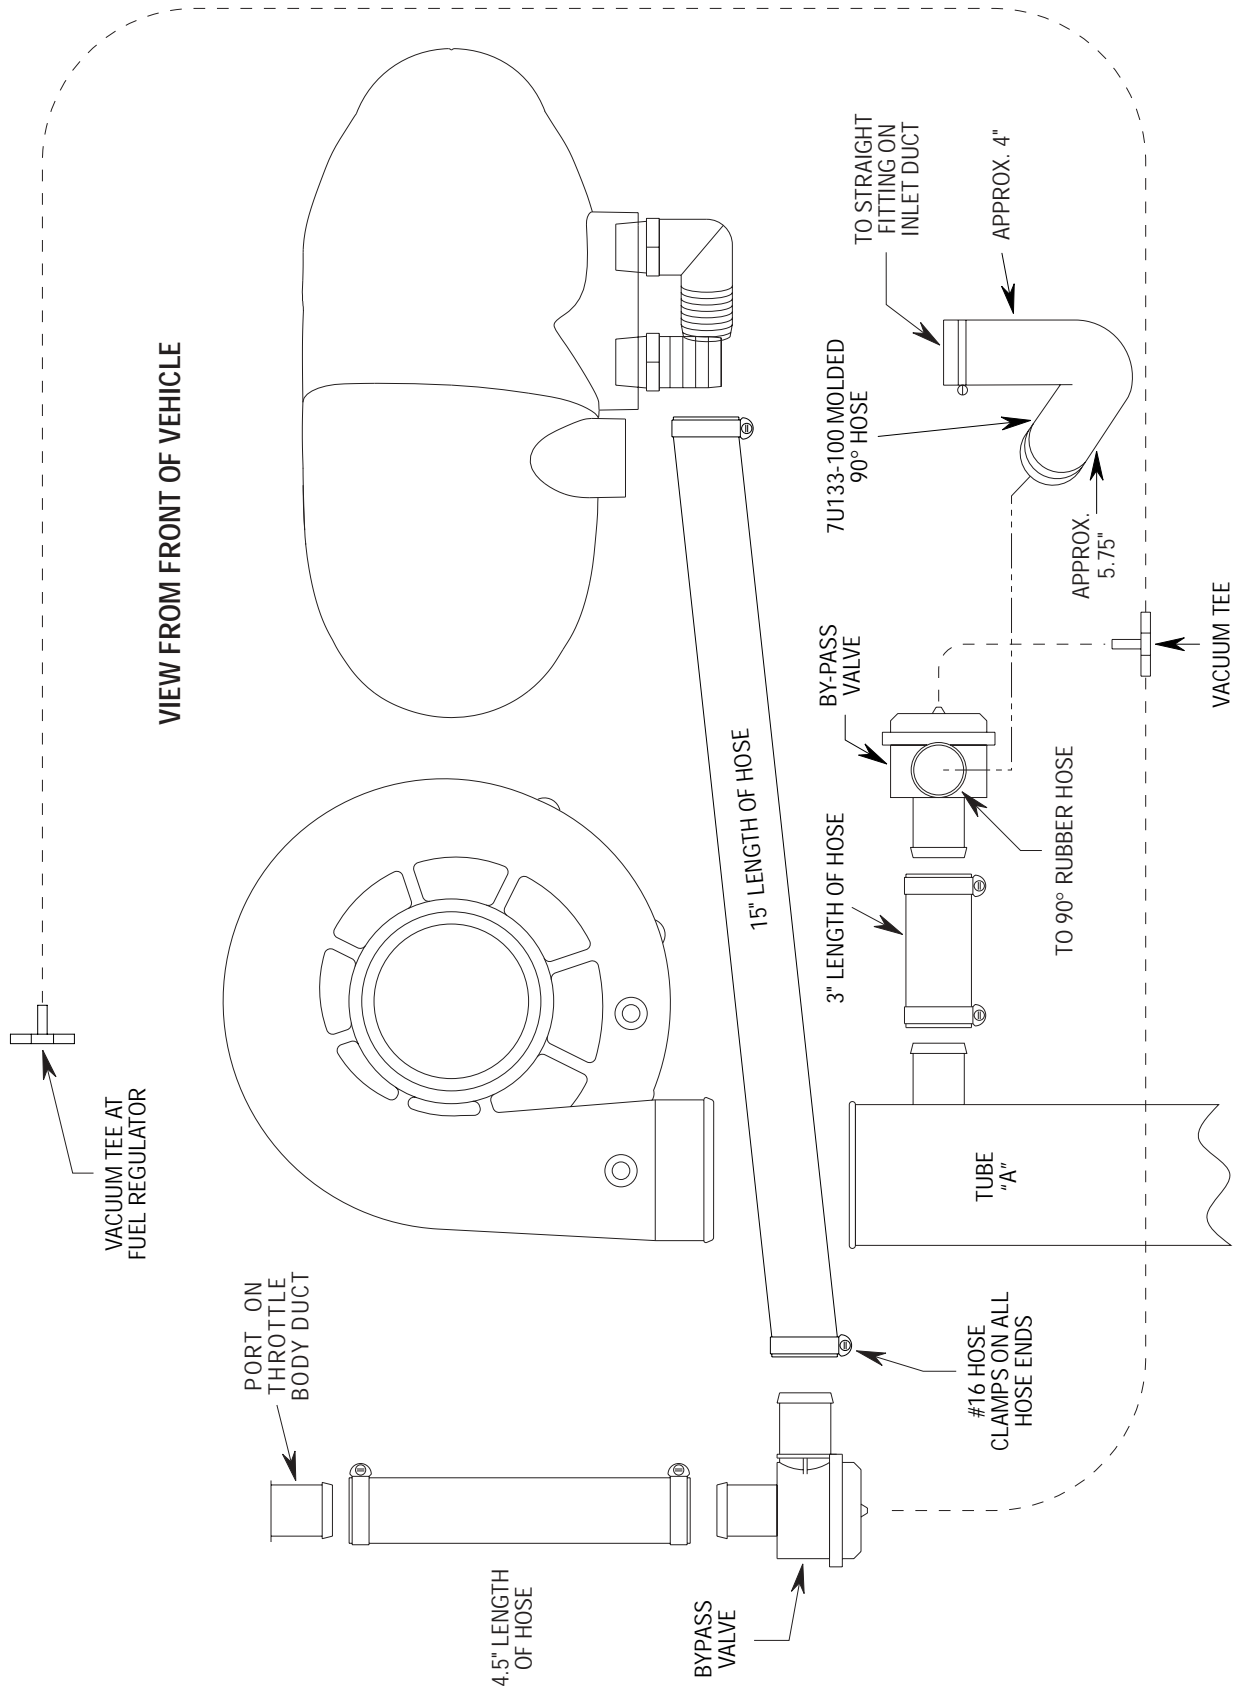 VIEW FROM FRONT OF VEHICLE
VACUUM TEE AT
FUEL REGULATOR
PORT ON
THROTTLE
BODY DUCT
4.5" LENGTH
OF HOSE
BYPASS
VALVE
#16 HOSE
CLAMPS ON ALL
HOSE ENDS
15" LENGTH OF HOSE
TUBE
"A"
3" LENGTH OF HOSE
TO 90° RUBBER HOSE
BY-PASS
VALVE
VACUUM TEE
7U133-100 MOLDED
90° HOSE
APPROX.
5.75"
TO STRAIGHT
FITTING ON
INLET DUCT
APPROX. 4"